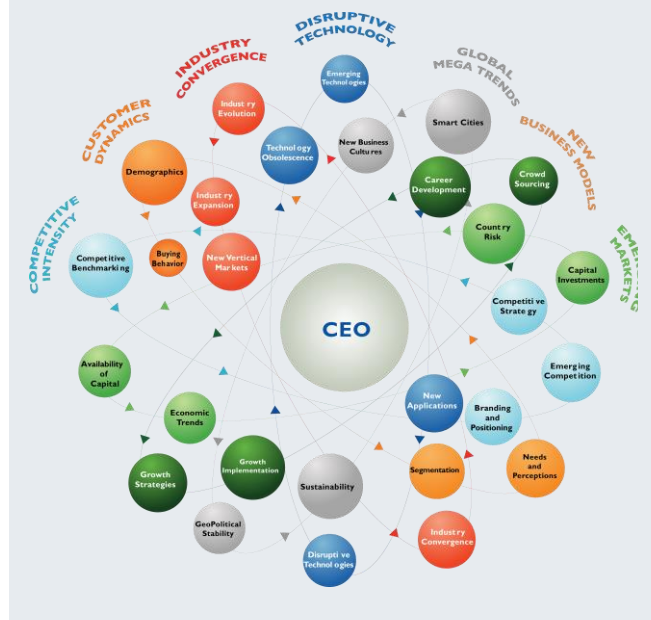 DISRUPTIVE
TECHNOLOGY
INDUSTRY
CONVERGENCE
GLOBAL
MEGA TRENDS
CUSTOMER
DYNAMICS
NEW
BUSINESS MODELS
COMPETITIVE
INTENSITY
MARKETS
Emerging
Technologies
Industry
Evolution
Smart Cities
Technology
Obsolescence
New Business
Cultures
Demographics
Career
Development
Crowd
Sourcing
Industry
Expansion
Country
Risk
Competitive
Benchmarking
Buying
Behavior
New Vertical
Markets
Capital
Investments
Competitive
Strategy
CEO
Availability
of
Capital
Emerging
Competition
New
Applications
Economic
Trends
Branding
and
Positioning
Growth
Strategies
Growth
Implementation
Sustainability
Segmentation
Needs
and
Perceptions
GeoPolitical
Stability
Industry
Convergence
Disruptive
Technologies